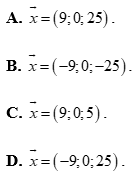 A. x⃗ = (9; 0; 25).
B. x⃗ = (−9; 0; −25).
C. x⃗ = (9; 0; 5).
D. x⃗ = (−9; 0; 25).